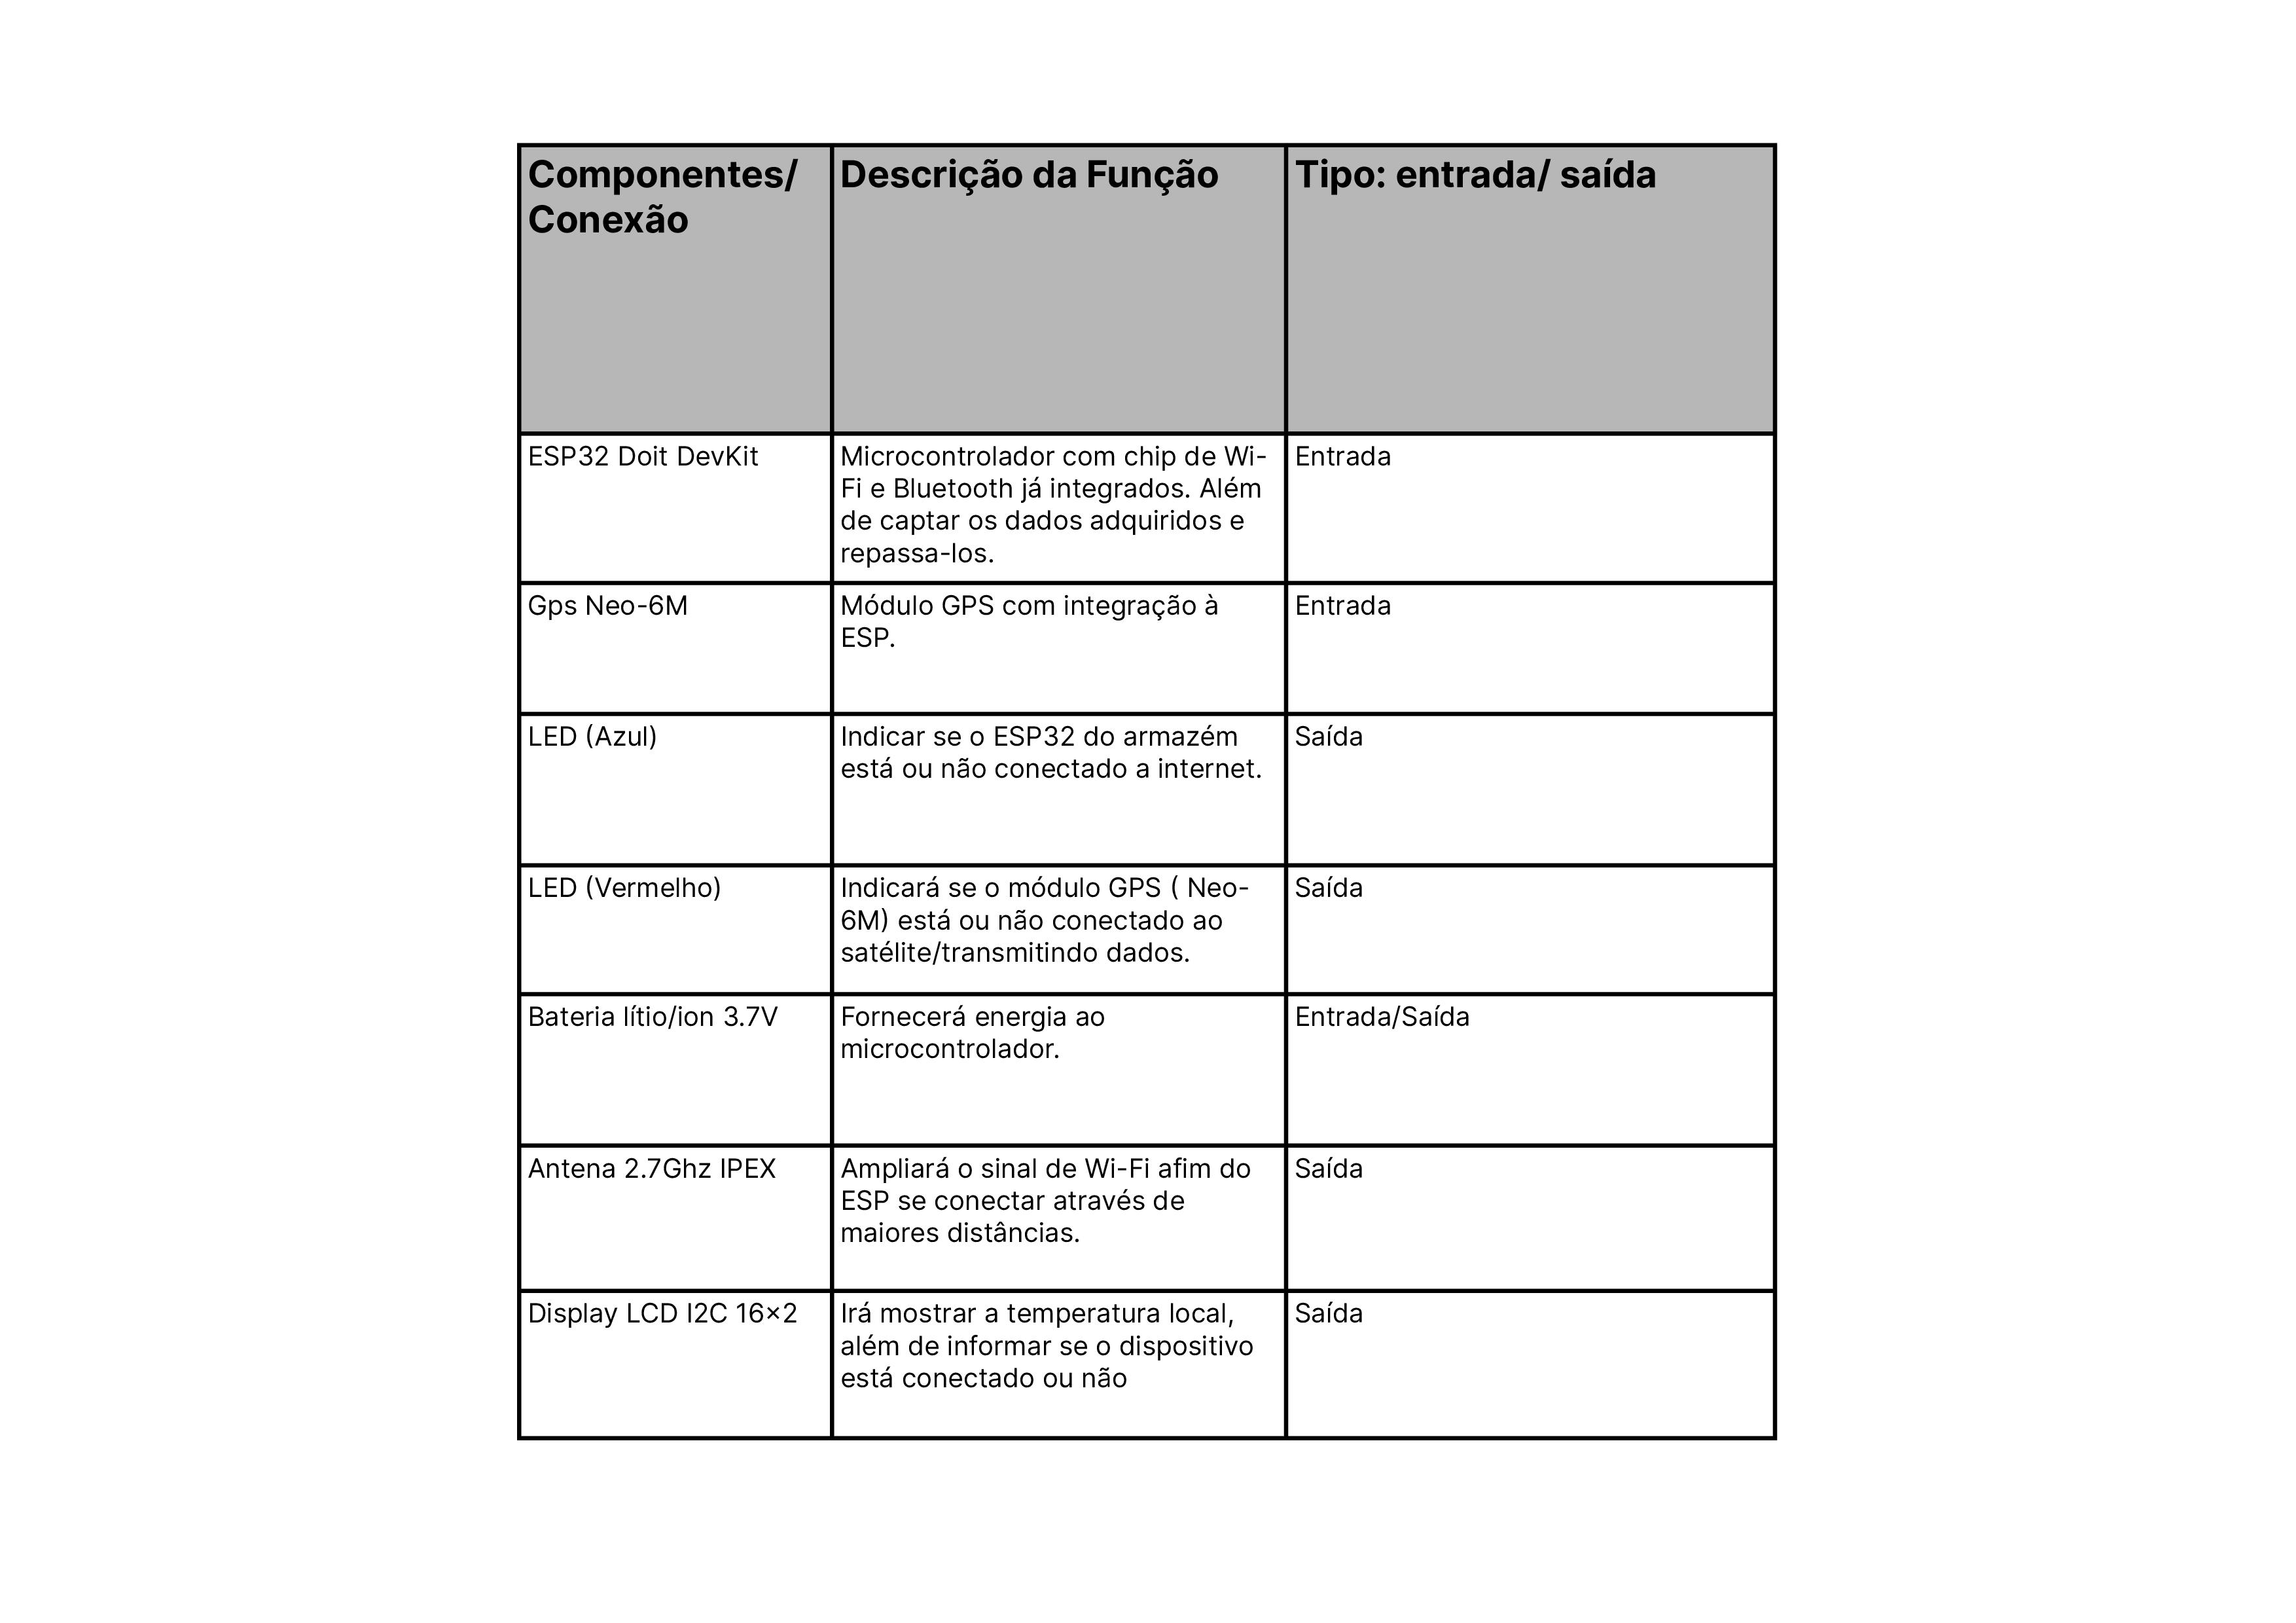 Componentes/
Conexão
Descrição da Função
Tipo: entrada/ saída
ESP32 Doit DevKit
Microcontrolador com chip de Wi-
Fi e Bluetooth já integrados. Além
de captar os dados adquiridos e
repassa-los.
Entrada
Gps Neo-6M
Módulo GPS com integração à
ESP.
Entrada
LED (Azul)
Indicar se o ESP32 do armazém
está ou não conectado a internet.
Saída
LED (Vermelho)
Indicará se o módulo GPS ( Neo-
6M) está ou não conectado ao
satélite/transmitindo dados.
Saída
Bateria lítio/ion 3.7V
Fornecerá energia ao
microcontrolador.
Entrada/Saída
Antena 2.7Ghz IPEX
Ampliará o sinal de Wi-Fi afim do
ESP se conectar através de
maiores distâncias.
Saída
Display LCD I2C 16×2
Irá mostrar a temperatura local,
além de informar se o dispositivo
está conectado ou não
Saída